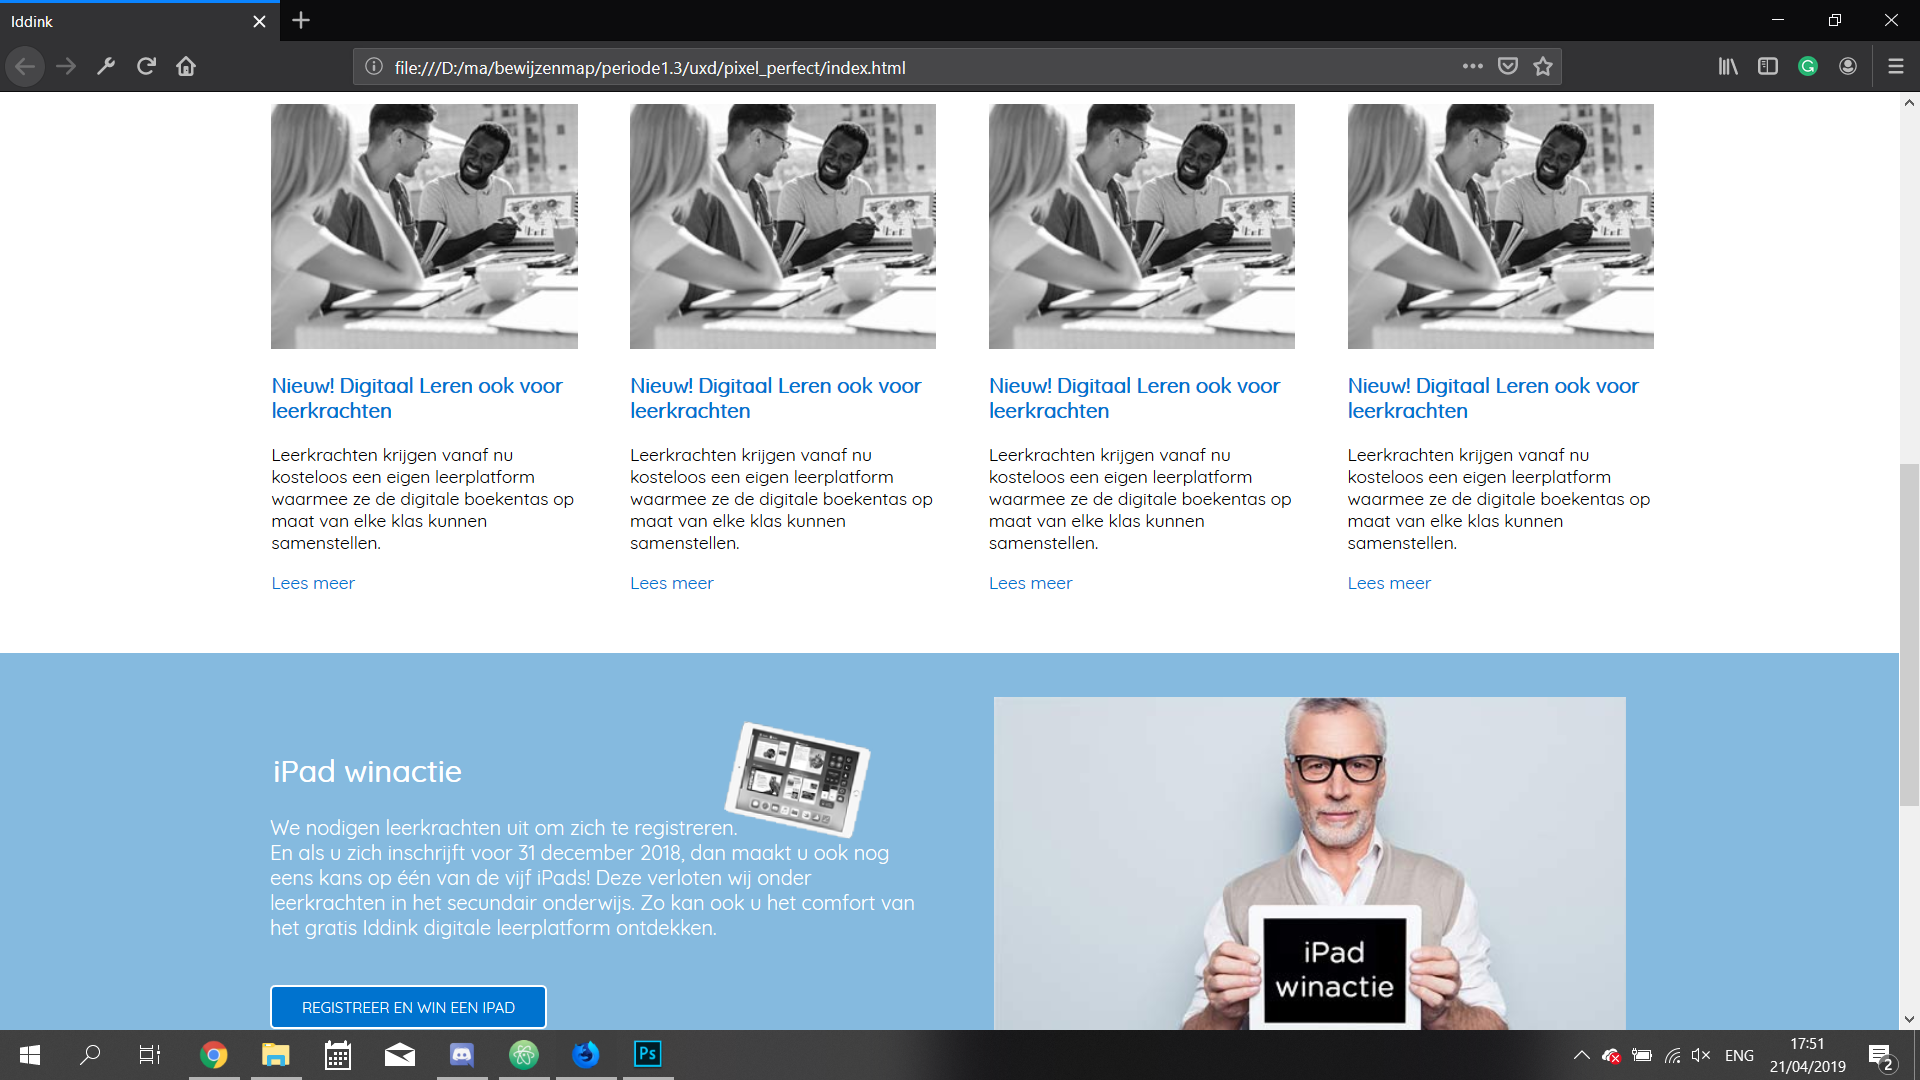 Iddink
file:///D:/ma/bewijzenmap/periode1.3/uxd/pixel_perfect/index.html
Nieuw! Digitaal Leren ook voor
leerkrachten
Leerkrachten krijgen vanaf nu
kosteloos een eigen leerplatform
waarmee ze de digitale boekentas op
maat van elke klas kunnen
samenstellen.
Lees meer
Nieuw! Digitaal Leren ook voor
leerkrachten
Leerkrachten krijgen vanaf nu
kosteloos een eigen leerplatform
waarmee ze de digitale boekentas op
maat van elke klas kunnen
samenstellen.
Lees meer
Nieuw! Digitaal Leren ook voor
leerkrachten
Leerkrachten krijgen vanaf nu
kosteloos een eigen leerplatform
waarmee ze de digitale boekentas op
maat van elke klas kunnen
samenstellen.
Lees meer
Nieuw! Digitaal Leren ook voor
leerkrachten
Leerkrachten krijgen vanaf nu
kosteloos een eigen leerplatform
waarmee ze de digitale boekentas op
maat van elke klas kunnen
samenstellen.
Lees meer
iPad winactie
We nodigen leerkrachten uit om zich te registreren.
En als u zich inschrijft voor 31 december 2018, dan maakt u ook nog
eens kans op één van de vijf iPads! Deze verloten wij onder
leerkrachten in het secundair onderwijs. Zo kan ook u het comfort van
het gratis Iddink digitale leerplatform ontdekken.
REGISTREER EN WIN EEN IPAD
iPad
winactie
Ps
ENG
17:51
21/04/2019
2